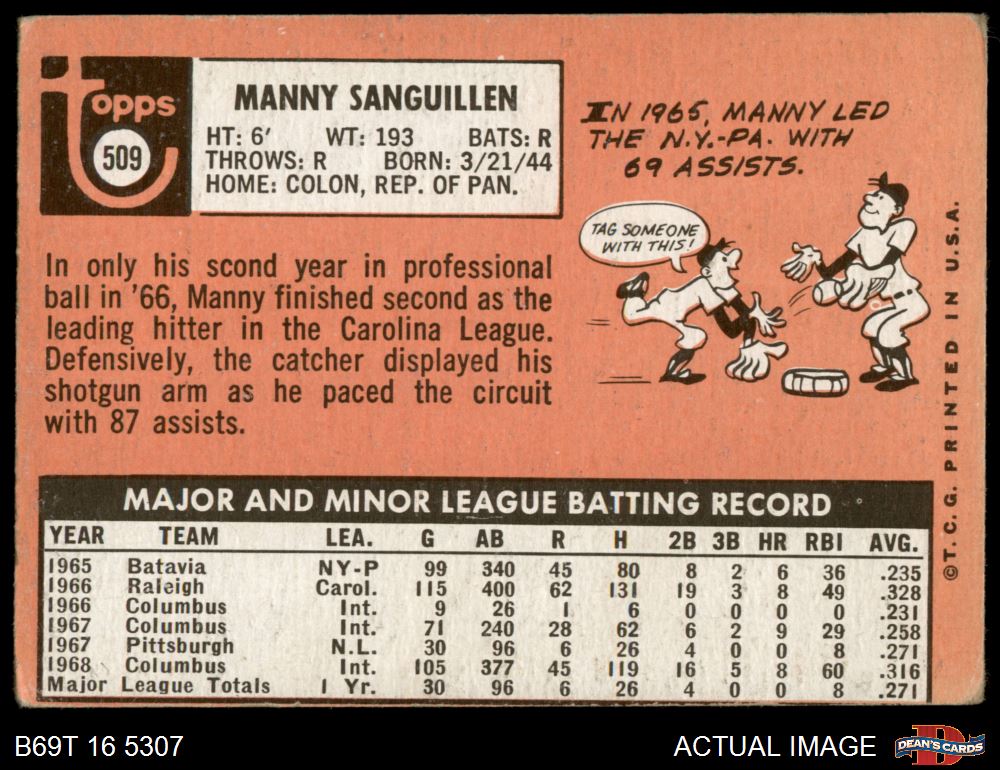 topps
509
MANNY SANGUILLEN
HT: 6' WT: 193 BATS: R
THROWS: R BORN: 3/21/44
HOME: COLON, REP. OF PAN.
In only his scond year in professional
ball in '66, Manny finished second as the
leading hitter in the Carolina League.
Defensively, the catcher displayed his
shotgun arm as he paced the circuit
with 87 assists.
IN 1965, MANNY LED
THE N.Y.-PA. WITH
69 ASSISTS.
TAG SOMEONE
WITH THIS!
©T.C.G. PRINTED IN U.S.A.
MAJOR AND MINOR LEAGUE BATTING RECORD
YEAR TEAM LEA. G AB R H 2B 3B HR RBI AVG.
1965 Batavia NY-P 99 340 45 80 8 2 6 36 .235
1966 Raleigh Carol. 115 400 62 131 19 3 8 49 .328
1966 Columbus Int. 9 26 1 6 0 0 0 0 .231
1967 Columbus Int. 71 240 28 62 6 2 9 29 .258
1967 Pittsburgh N.L. 30 96 6 26 4 0 0 8 .271
1968 Columbus Int. 105 377 45 119 16 5 8 60 .316
Major League Totals 1 Yr. 30 96 6 26 4 0 0 8 .271
B69T 16 5307
ACTUAL IMAGE
DEAN'S CARDS